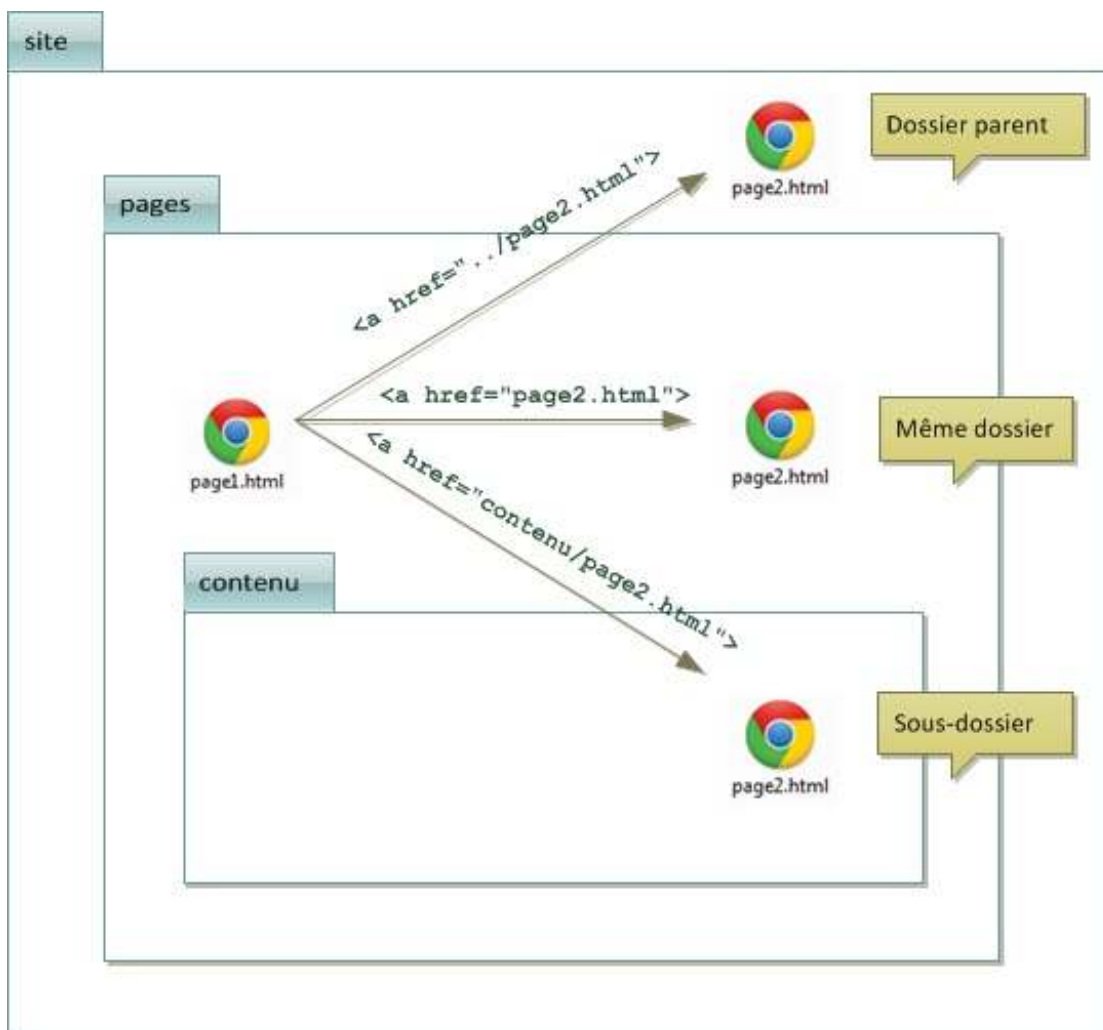 site
Dossier parent
page2.html
pages
<a href="../page2.html">
<a href="page2.html">
page1.html
page2.html
Même dossier
<a href="contenu/page2.html">
contenu
Sous-dossier
page2.html